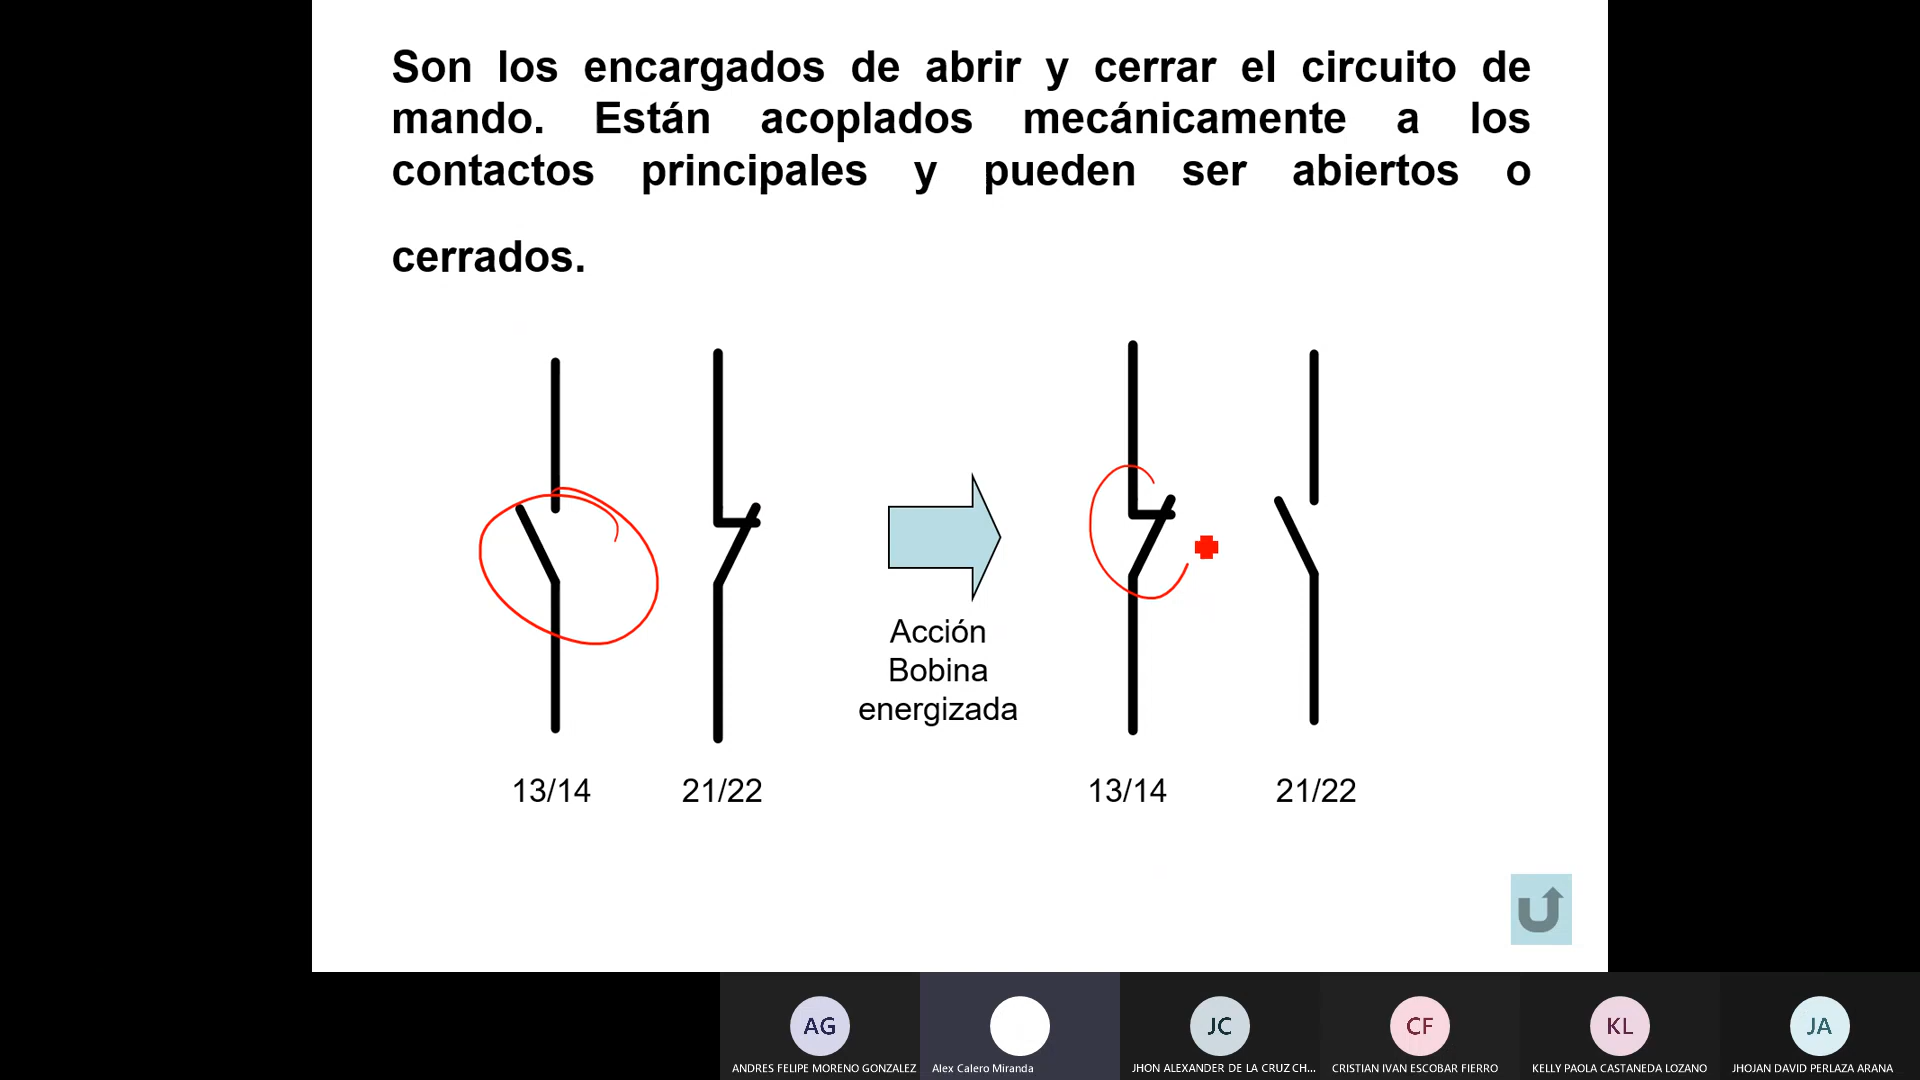 Son los encargados de abrir y cerrar el circuito de
mando. Están acoplados mecánicamente a los
contactos principales y pueden ser abiertos o
cerrados.
Acción
Bobina
energizada
13/14
21/22
13/14
21/22
AG
JC
CF
KL
JA
ANDRES FELIPE MORENO GONZALEZ
Alex Calero Miranda
JHON ALEXANDER DE LA CRUZ CH...
CRISTIAN IVAN ESCOBAR FIERRO
KELLY PAOLA CASTAÑEDA LOZANO
JHOJAN DAVID PERLAZA ARANA